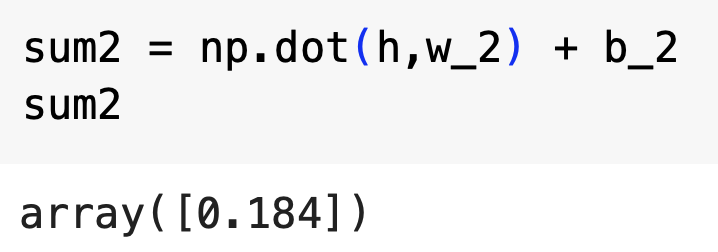 sum2 = np.dot(h,w_2) + b_2
sum2
array([0.184])